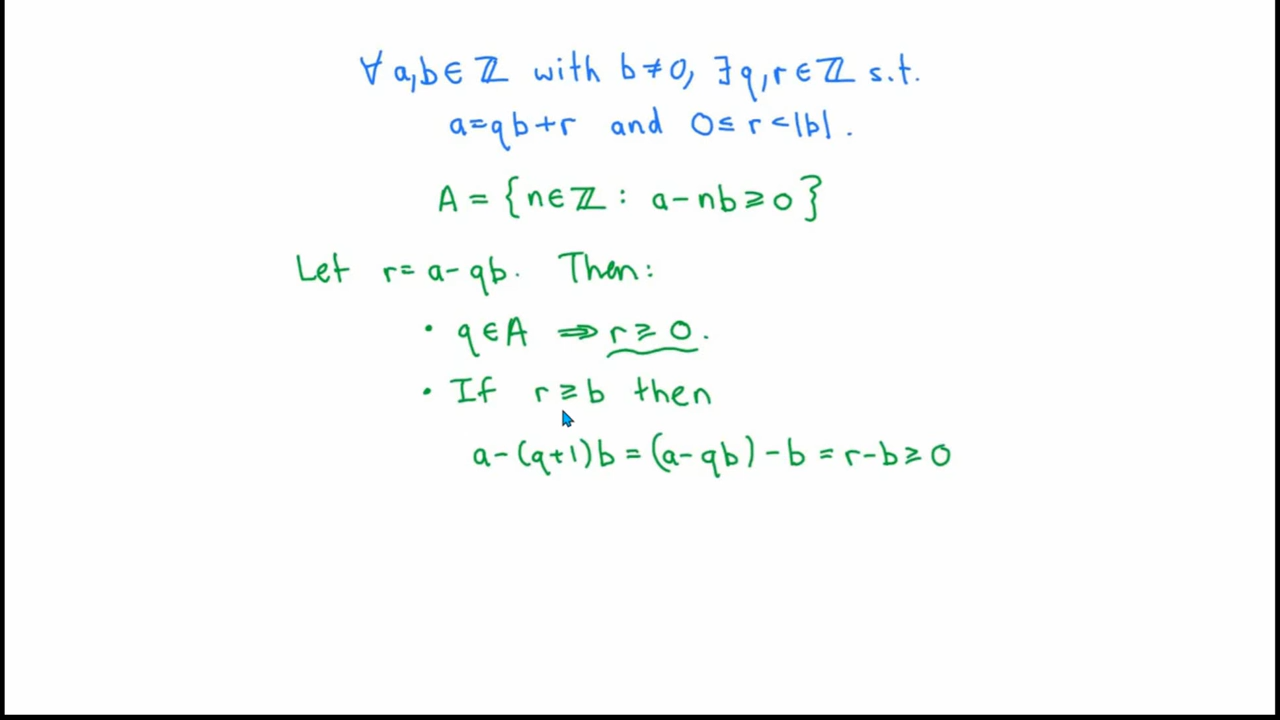 ∀ a,b ∈ ℤ with b ≠ 0, ∃ q,r ∈ ℤ s.t.
a=qb+r and 0 ≤ r < |b|.
A = {n ∈ ℤ : a-nb ≥ 0}
Let r= a-qb. Then:
• q ∈ A ⇒ r ≥ 0.
• If r ≥ b then
a-(q+1)b = (a-qb)-b = r-b ≥ 0